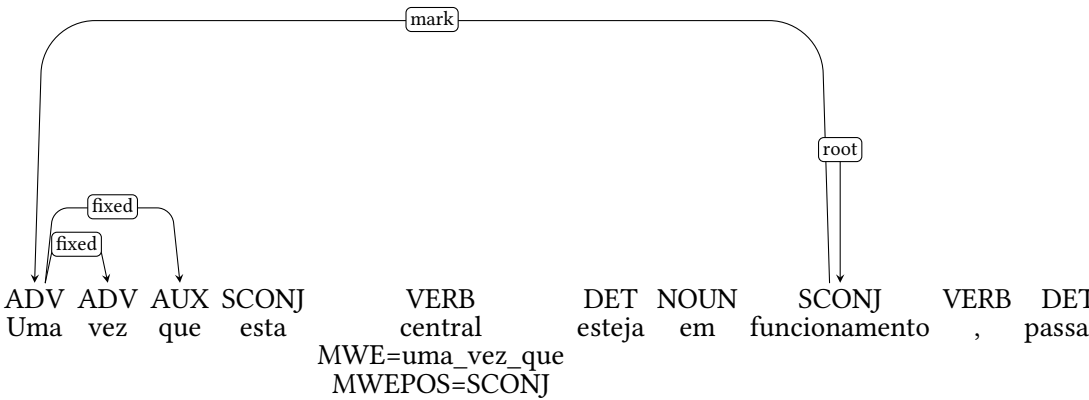 mark
root
fixed
fixed
ADV ADV AUX SCONJ VERB DET NOUN SCONJ VERB DET
Uma vez que esta central esteja em funcionamento , passa
MWE=uma_vez_que
MWEPOS=SCONJ